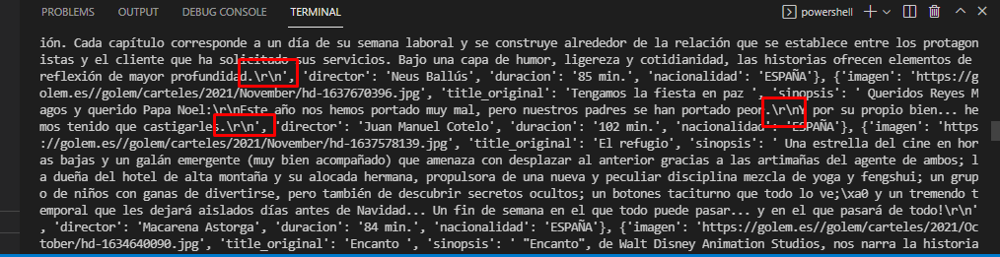 PROBLEMS OUTPUT DEBUG CONSOLE TERMINAL powershell
ión. Cada capítulo corresponde a un día de su semana laboral y se construye alrededor de la relación que se establece entre los protagon
istas y el cliente que ha solicitado sus servicios. Bajo una capa de humor, ligereza y cotidianidad, las historias ofrecen elementos de
reflexión de mayor profundidad.\r\n', 'director': 'Neus Ballús', 'duracion': '85 min.', 'nacionalidad': 'ESPAÑA'}, {'imagen': 'https://g
olem.es//golem/carteles/2021/November/hd-1637670396.jpg', 'title_original': 'Tengamos la fiesta en paz ', 'sinopsis': ' Queridos Reyes M
agos y querido Papa Noel:\r\nEste año nos hemos portado muy mal, pero nuestros padres se han portado peor.\r\n\ por su propio bien... he
mos tenido que castigarles.\r\n', 'director': 'Juan Manuel Cotelo', 'duracion': '102 min.', 'nacionalidad': 'ESPAÑA'}, {'imagen': 'https
://golem.es//golem/carteles/2021/November/hd-1637578139.jpg', 'title_original': 'El refugio', 'sinopsis': ' Una estrella del cine en hor
as bajas y un galán emergente (muy bien acompañado) que amenaza con desplazar al anterior gracias a las artimañas del agente de ambos; l
a dueña del hotel de alta montaña y su alocada hermana, propulsora de una nueva y peculiar disciplina mezcla de yoga y fengshui; un grup
o de niños con ganas de divertirse, pero también de descubrir secretos ocultos; un botones taciturno que todo lo ve;\xa0 y un tremendo t
emporal que les dejará aislados días antes de Navidad... Un fin de semana en el que todo puede pasar... y en el que pasará de todo!\r\n'
, 'director': 'Macarena Astorga', 'duracion': '84 min.', 'nacionalidad': 'ESPAÑA'}, {'imagen': 'https://golem.es//golem/carteles/2021/Oc
tober/hd-1634640090.jpg', 'title_original': 'Encanto ', 'sinopsis': ' "Encanto", de Walt Disney Animation Studios, nos narra la historia